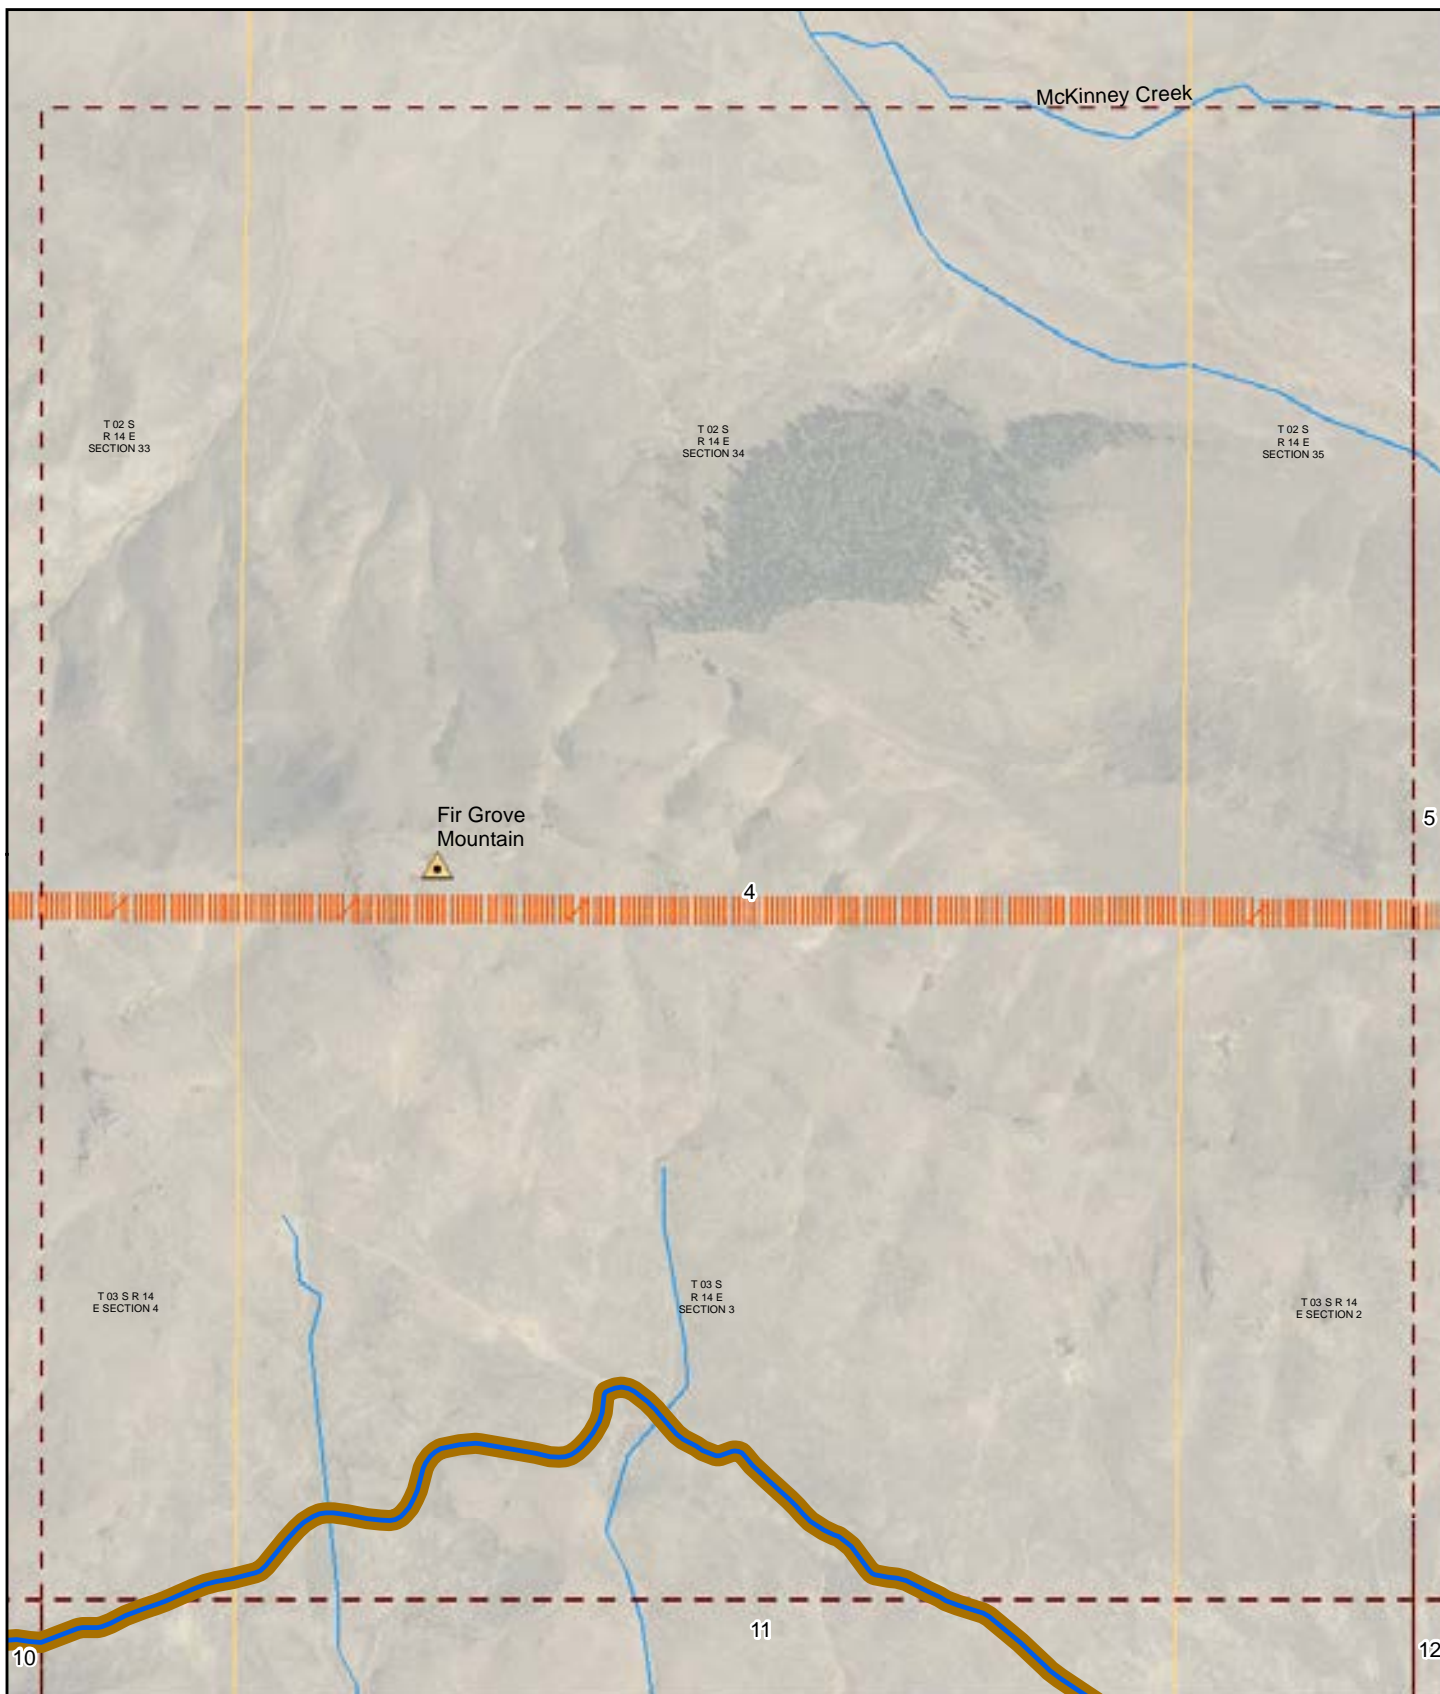 McKinney Creek
T 02 S
R 14 E
SECTION 33
T 02 S
R 14 E
SECTION 34
T 02 S
R 14 E
SECTION 35
Fir Grove
Mountain
5
4
T 03 S R 14
E SECTION 4
T 03 S
R 14 E
SECTION 3
T 03 S R 14
E SECTION 2
10
11
12